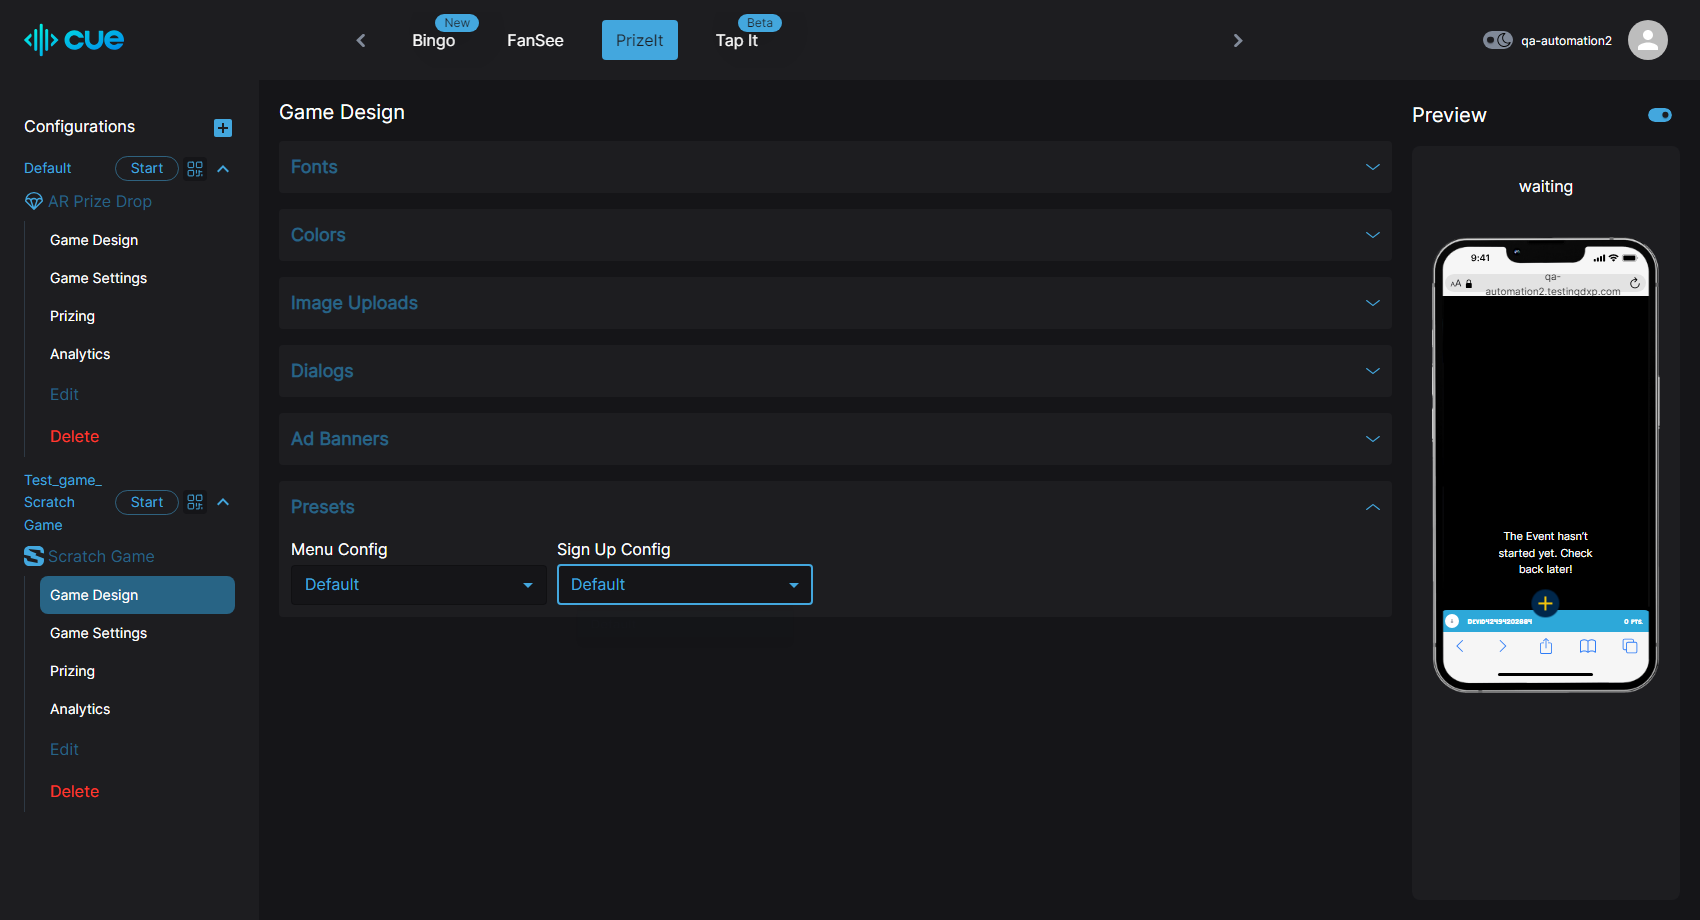 cue
New
Bingo
FanSee
PrizeIt
Beta
Tap It
qa-automation2
Configurations
Default
Start
AR Prize Drop
Game Design
Game Settings
Prizing
Analytics
Edit
Delete
Test_game_
Scratch
Game
Start
Scratch Game
Game Design
Game Settings
Prizing
Analytics
Edit
Delete
Game Design
Fonts
Colors
Image Uploads
Dialogs
Ad Banners
Presets
Menu Config
Sign Up Config
Default
Default
Preview
waiting
9:41
AA
qa-
automation2.testingdxp.com
The Event hasn't
started yet. Check
back later!
0 PTS.